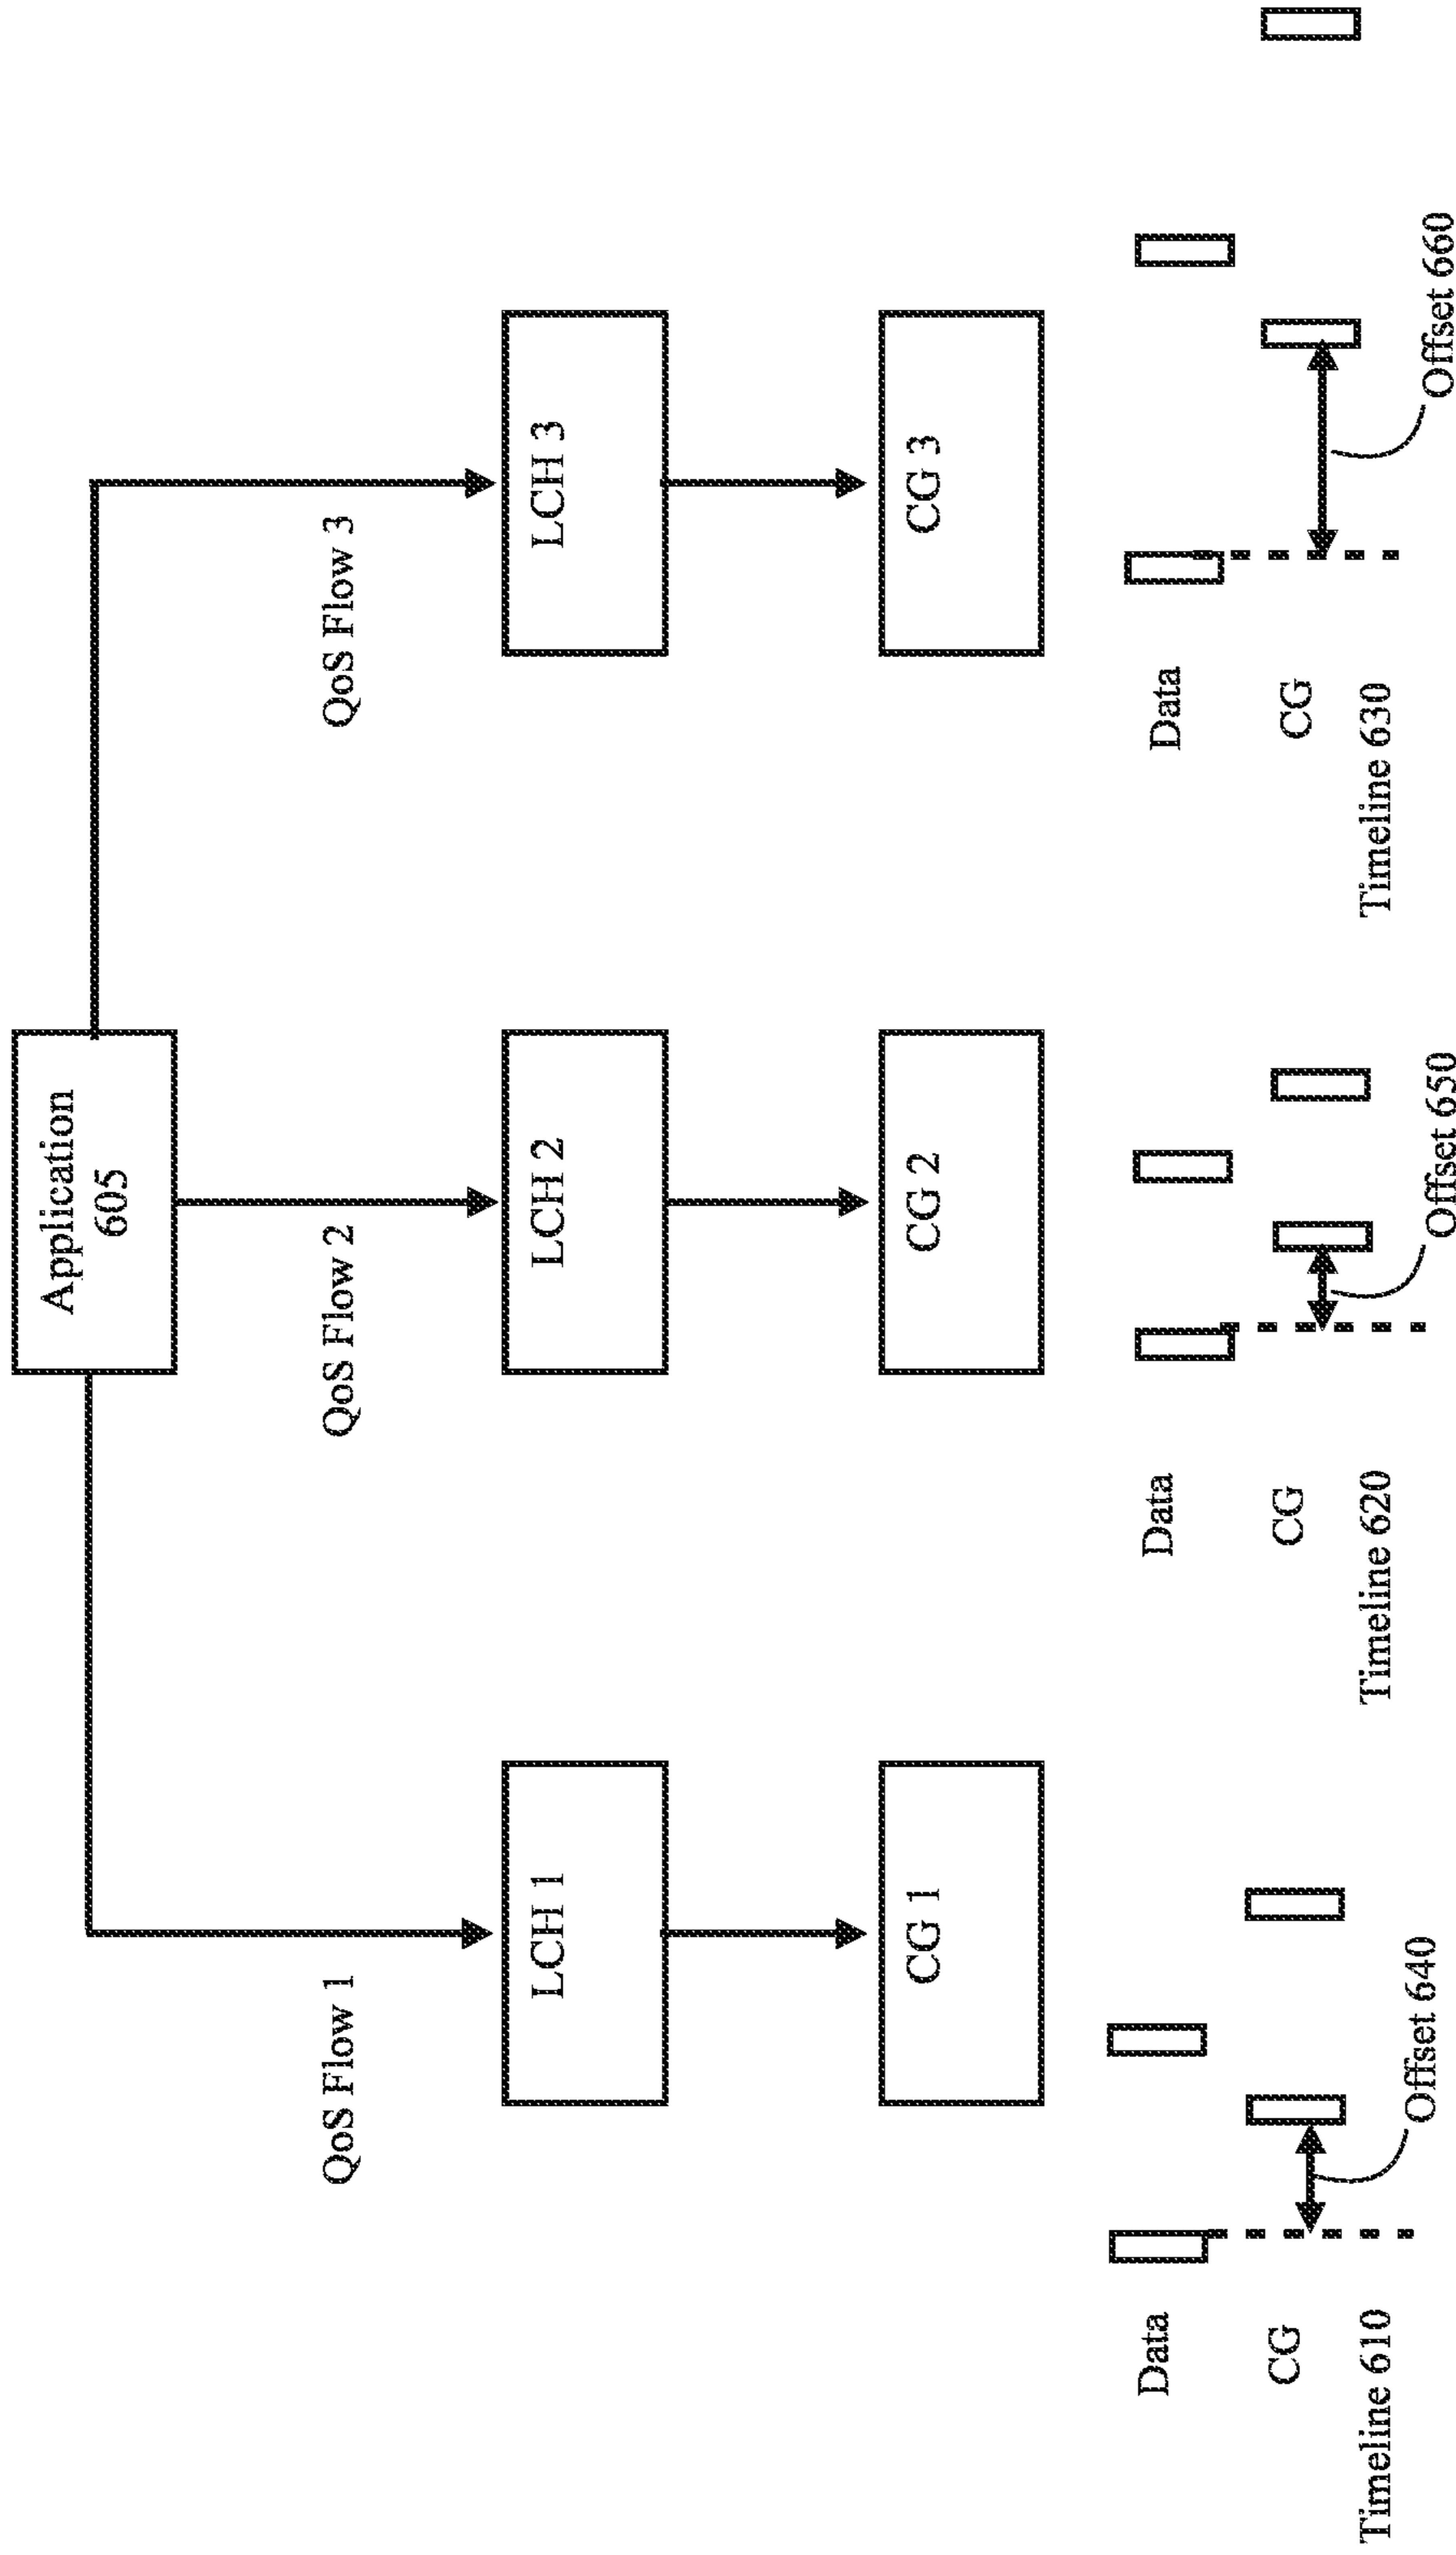 Application
605
QoS Flow 1
QoS Flow 2
QoS Flow 3
LCH 1
LCH 2
LCH 3
CG 1
CG 2
CG 3
Data
CG
Timeline 610
Offset 640
Data
CG
Timeline 620
Offset 650
Data
CG
Timeline 630
Offset 660